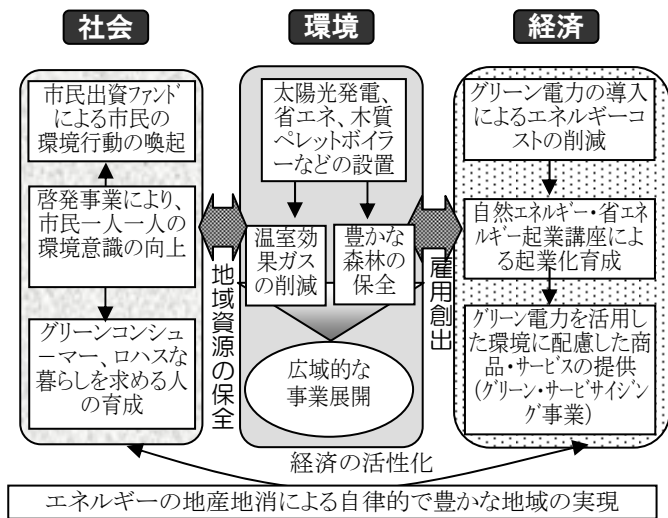 社会
環境
経済
市民出資ファンド
による市民の
環境行動の喚起
啓発事業により、
市民一人一人の
環境意識の向上
グリーンコンシュ
ーマー、ロハスな
暮らしを求める人
の育成
地域資源の保全
太陽光発電、
省エネ、木質
ペレットボイラ
ーなどの設置
温室効
果ガス
の削減
豊かな
森林の
保全
広域的な
事業展開
雇用創出
グリーン電力の導入
によるエネルギーコ
ストの削減
自然エネルギー・省エネ
ルギー起業講座によ
る起業化育成
グリーン電力を活用し
た環境に配慮した商
品・サービスの提供
(グリーン・サービサイジン
グ事業)
経済の活性化
エネルギーの地産地消による自律的で豊かな地域の実現